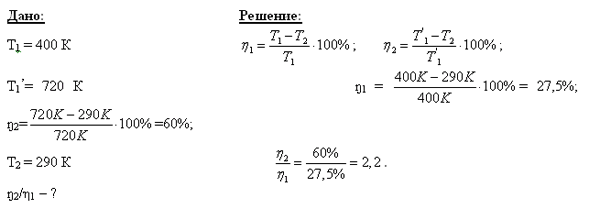 Дано: Решение:
T₁ = 400 К η₁ = (T₁ − T₂)/T₁ · 100% ; η₂ = (T′₁ − T₂)/T′₁ · 100% ;
T₁’= 720 К η₁ = (400K − 290K)/400K · 100% = 27,5%;
η₂= (720K − 290K)/720K · 100% =60%;
T₂ = 290 К η₂/η₁ = 60%/27,5% = 2,2 .
η₂/η₁ – ?